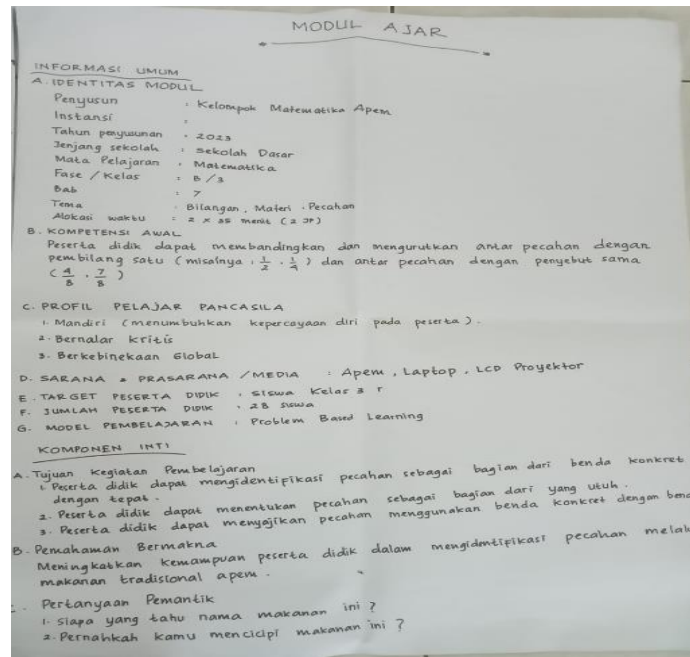 MODUL AJAR
INFORMASI UMUM
A. IDENTITAS MODUL
Penyusun : Kelompok Matematika Apem
Instansi :
Tahun penyusunan : 2023
Jenjang sekolah : Sekolah Dasar
Mata Pelajaran : Matematika
Fase / Kelas : B / 3
Bab : 7
Tema : Bilangan, Materi : Pecahan
Alokasi waktu : 2 x 35 menit (2 JP)
B. KOMPETENSI AWAL
Peserta didik dapat membandingkan dan mengurutkan antar pecahan dengan
pembilang satu (misalnya : 1/2 . 1/4) dan antar pecahan dengan penyebut sama
(4/8 . 7/8)
C. PROFIL PELAJAR PANCASILA
1. Mandiri (menumbuhkan kepercayaan diri pada peserta).
2. Bernalar kritis
3. Berkebinekaan Global
D. SARANA & PRASARANA / MEDIA : Apem, Laptop, LCD Proyektor
E. TARGET PESERTA DIDIK : Siswa Kelas 3
F. JUMLAH PESERTA DIDIK : 28 siswa
G. MODEL PEMBELAJARAN : Problem Based Learning
KOMPONEN INTI
A. Tujuan Kegiatan Pembelajaran
1. Peserta didik dapat mengidentifikasi pecahan sebagai bagian dari benda konkret
dengan tepat.
2. Peserta didik dapat menentukan pecahan sebagai bagian dari yang utuh.
3. Peserta didik dapat menyajikan pecahan menggunakan benda konkret dengan
B. Pemahaman Bermakna
Meningkatkan kemampuan peserta didik dalam mengidentifikasi pecahan
makanan tradisional apem.
Pertanyaan Pemantik
1. Siapa yang tahu nama makanan ini ?
2. Pernahkah kamu mencicipi makanan ini ?